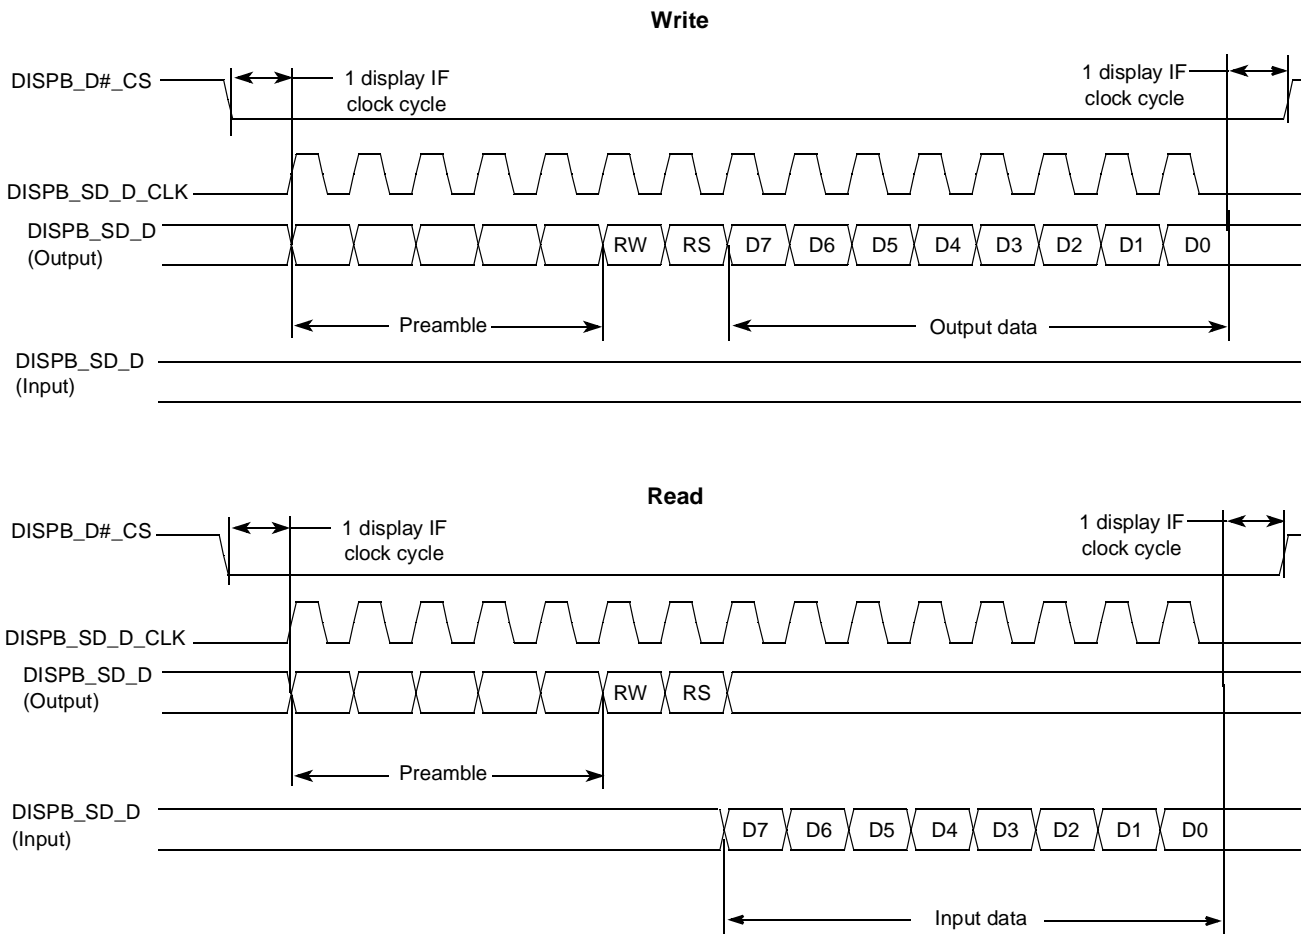 Write
DISPB_D#_CS
1 display IF
clock cycle
1 display IF
clock cycle
DISPB_SD_D_CLK
DISPB_SD_D
(Output)
RW RS D7 D6 D5 D4 D3 D2 D1 D0
Preamble
Output data
DISPB_SD_D
(Input)
Read
DISPB_D#_CS
1 display IF
clock cycle
1 display IF
clock cycle
DISPB_SD_D_CLK
DISPB_SD_D
(Output)
RW RS
Preamble
DISPB_SD_D
(Input)
D7 D6 D5 D4 D3 D2 D1 D0
Input data